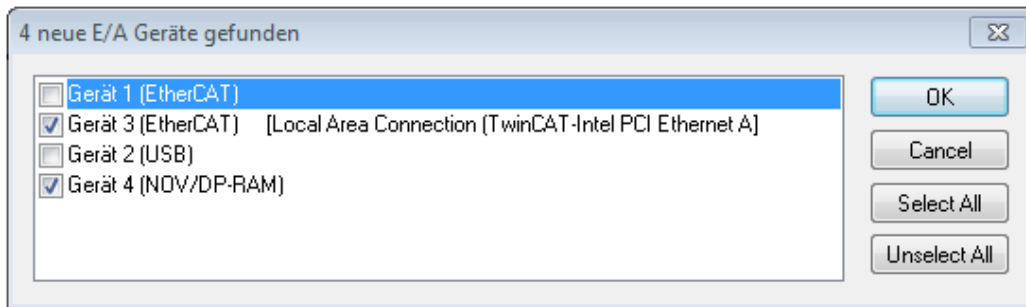 4 neue E/A Geräte gefunden
Gerät 1 (EtherCAT)
Gerät 3 (EtherCAT) [Local Area Connection (TwinCAT-Intel PCI Ethernet A]
Gerät 2 (USB)
Gerät 4 (NOV/DP-RAM)
OK
Cancel
Select All
Unselect All